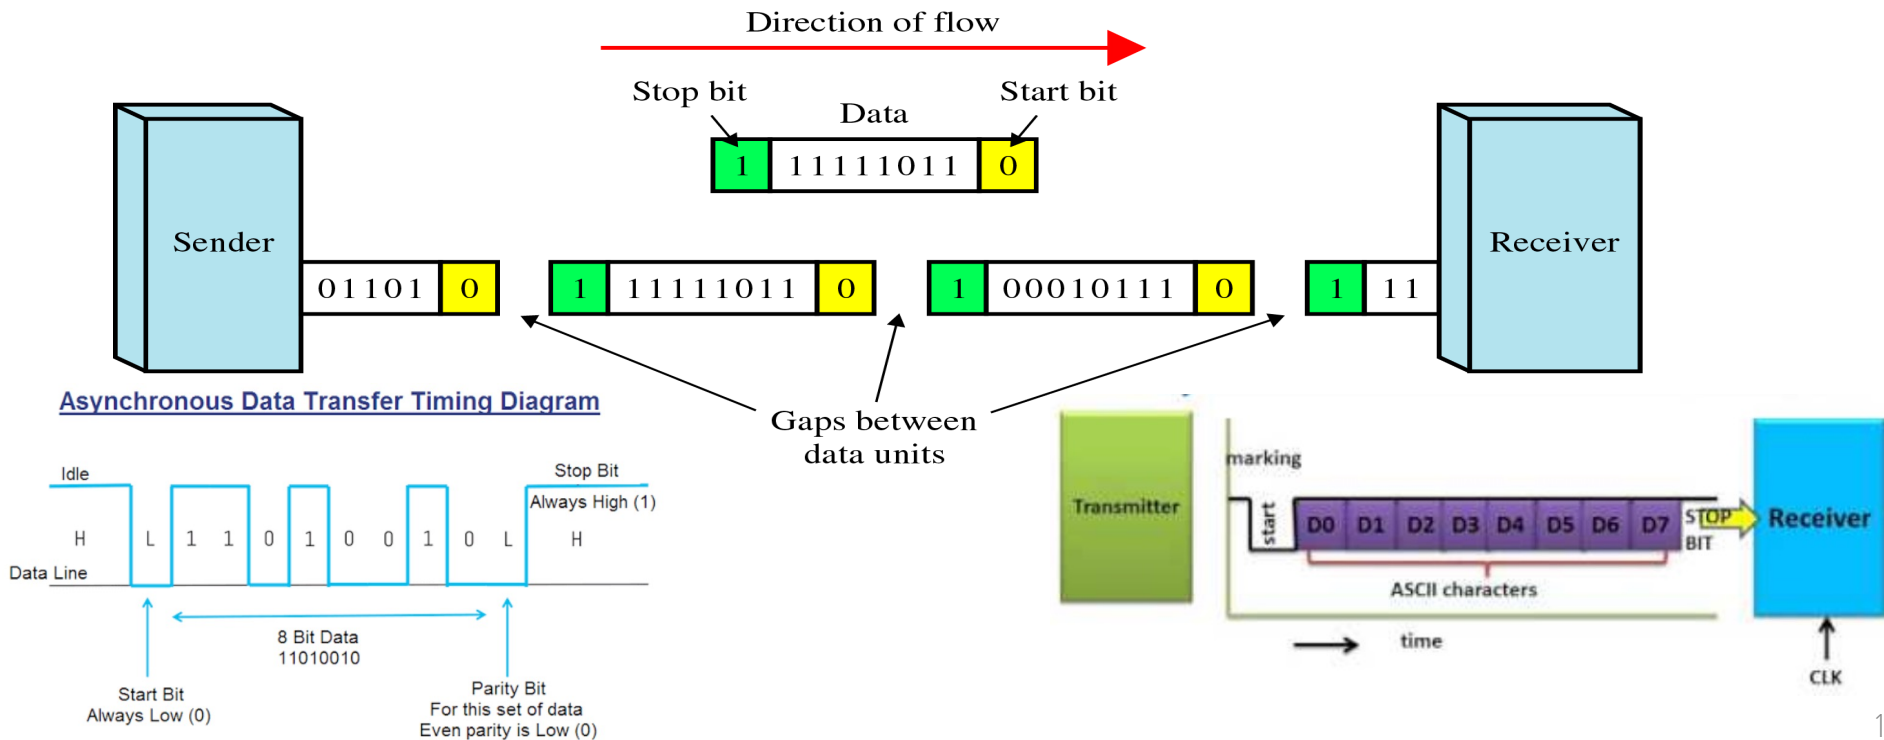 Direction of flow
Stop bit
Data
Start bit
1 11111011 0
Sender
Receiver
01101 0
1 11111011 0
1 00010111 0
1 11
Gaps between
data units
Asynchronous Data Transfer Timing Diagram
Idle
Stop Bit
Always High (1)
H L 1 1 0 1 0 0 1 0 L H
Data Line
8 Bit Data
11010010
Start Bit
Always Low (0)
Parity Bit
For this set of data
Even parity is Low (0)
Transmitter
marking
start
D0 D1 D2 D3 D4 D5 D6 D7
STOP
BIT
Receiver
ASCII characters
time
CLK
1